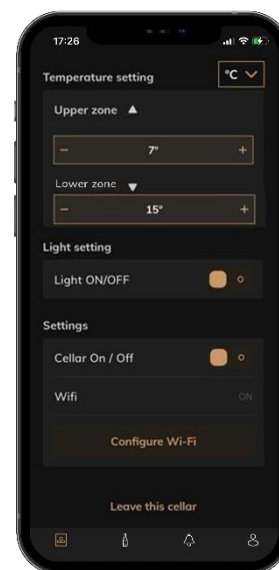 17:26
Temperature setting °C
Upper zone ▲
− 7° +
Lower zone ▼
− 15° +
Light setting
Light ON/OFF
Settings
Cellar On / Off
Wifi ON
Configure Wi-Fi
Leave this cellar